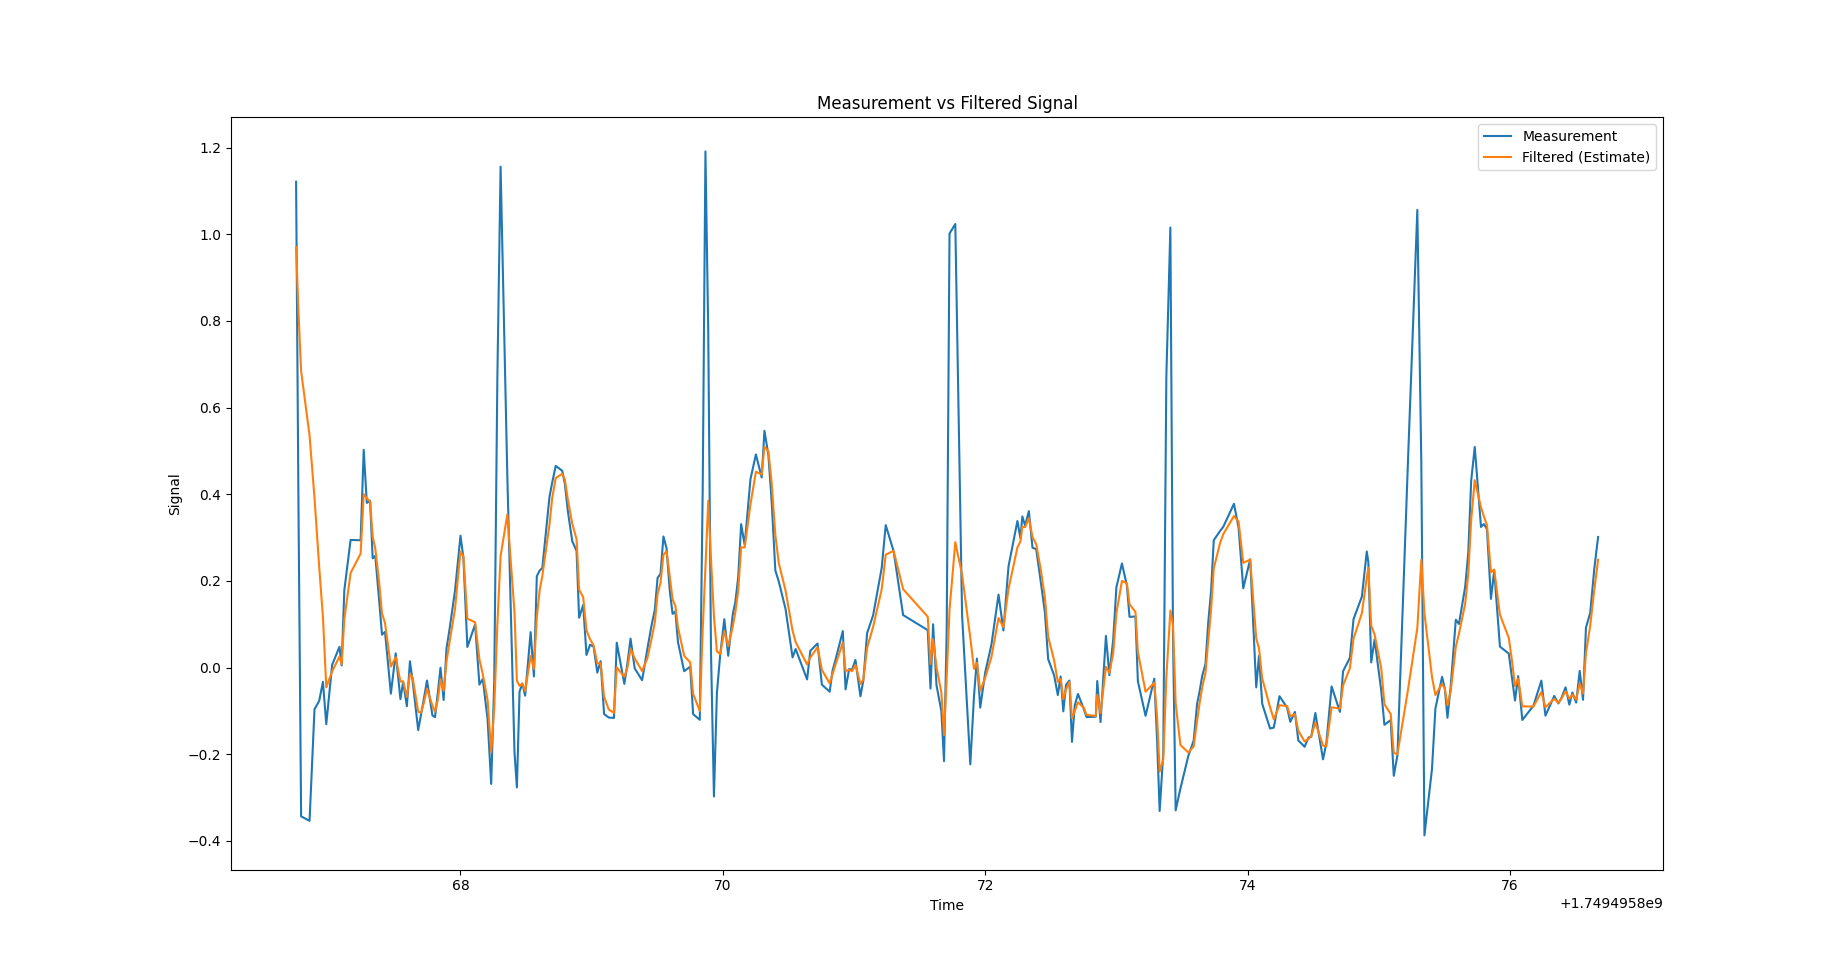 Measurement vs Filtered Signal
Measurement
Filtered (Estimate)
1.2
1.0
0.8
0.6
0.4
0.2
0.0
−0.2
−0.4
Signal
68
70
72
74
76
Time
+1.7494958e9